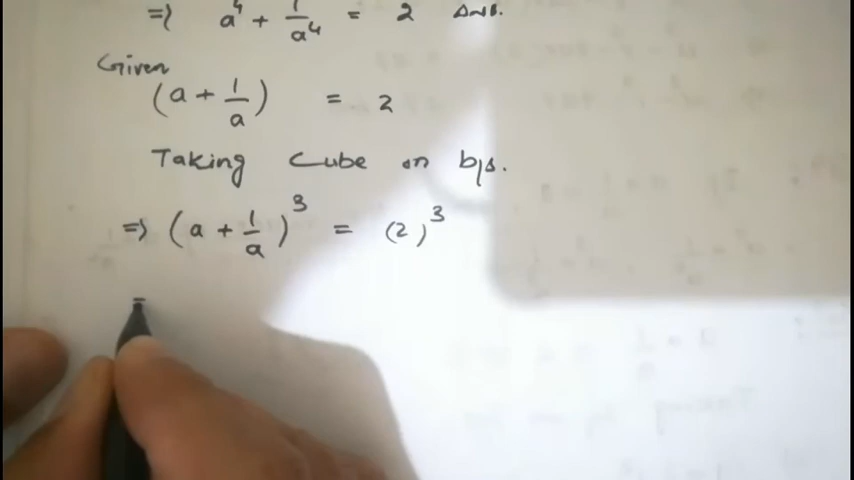 => a⁴ + 1/a⁴ = 2 Ans.
Given
(a + 1/a) = 2
Taking Cube on b/s.
=> (a + 1/a)³ = (2)³
=